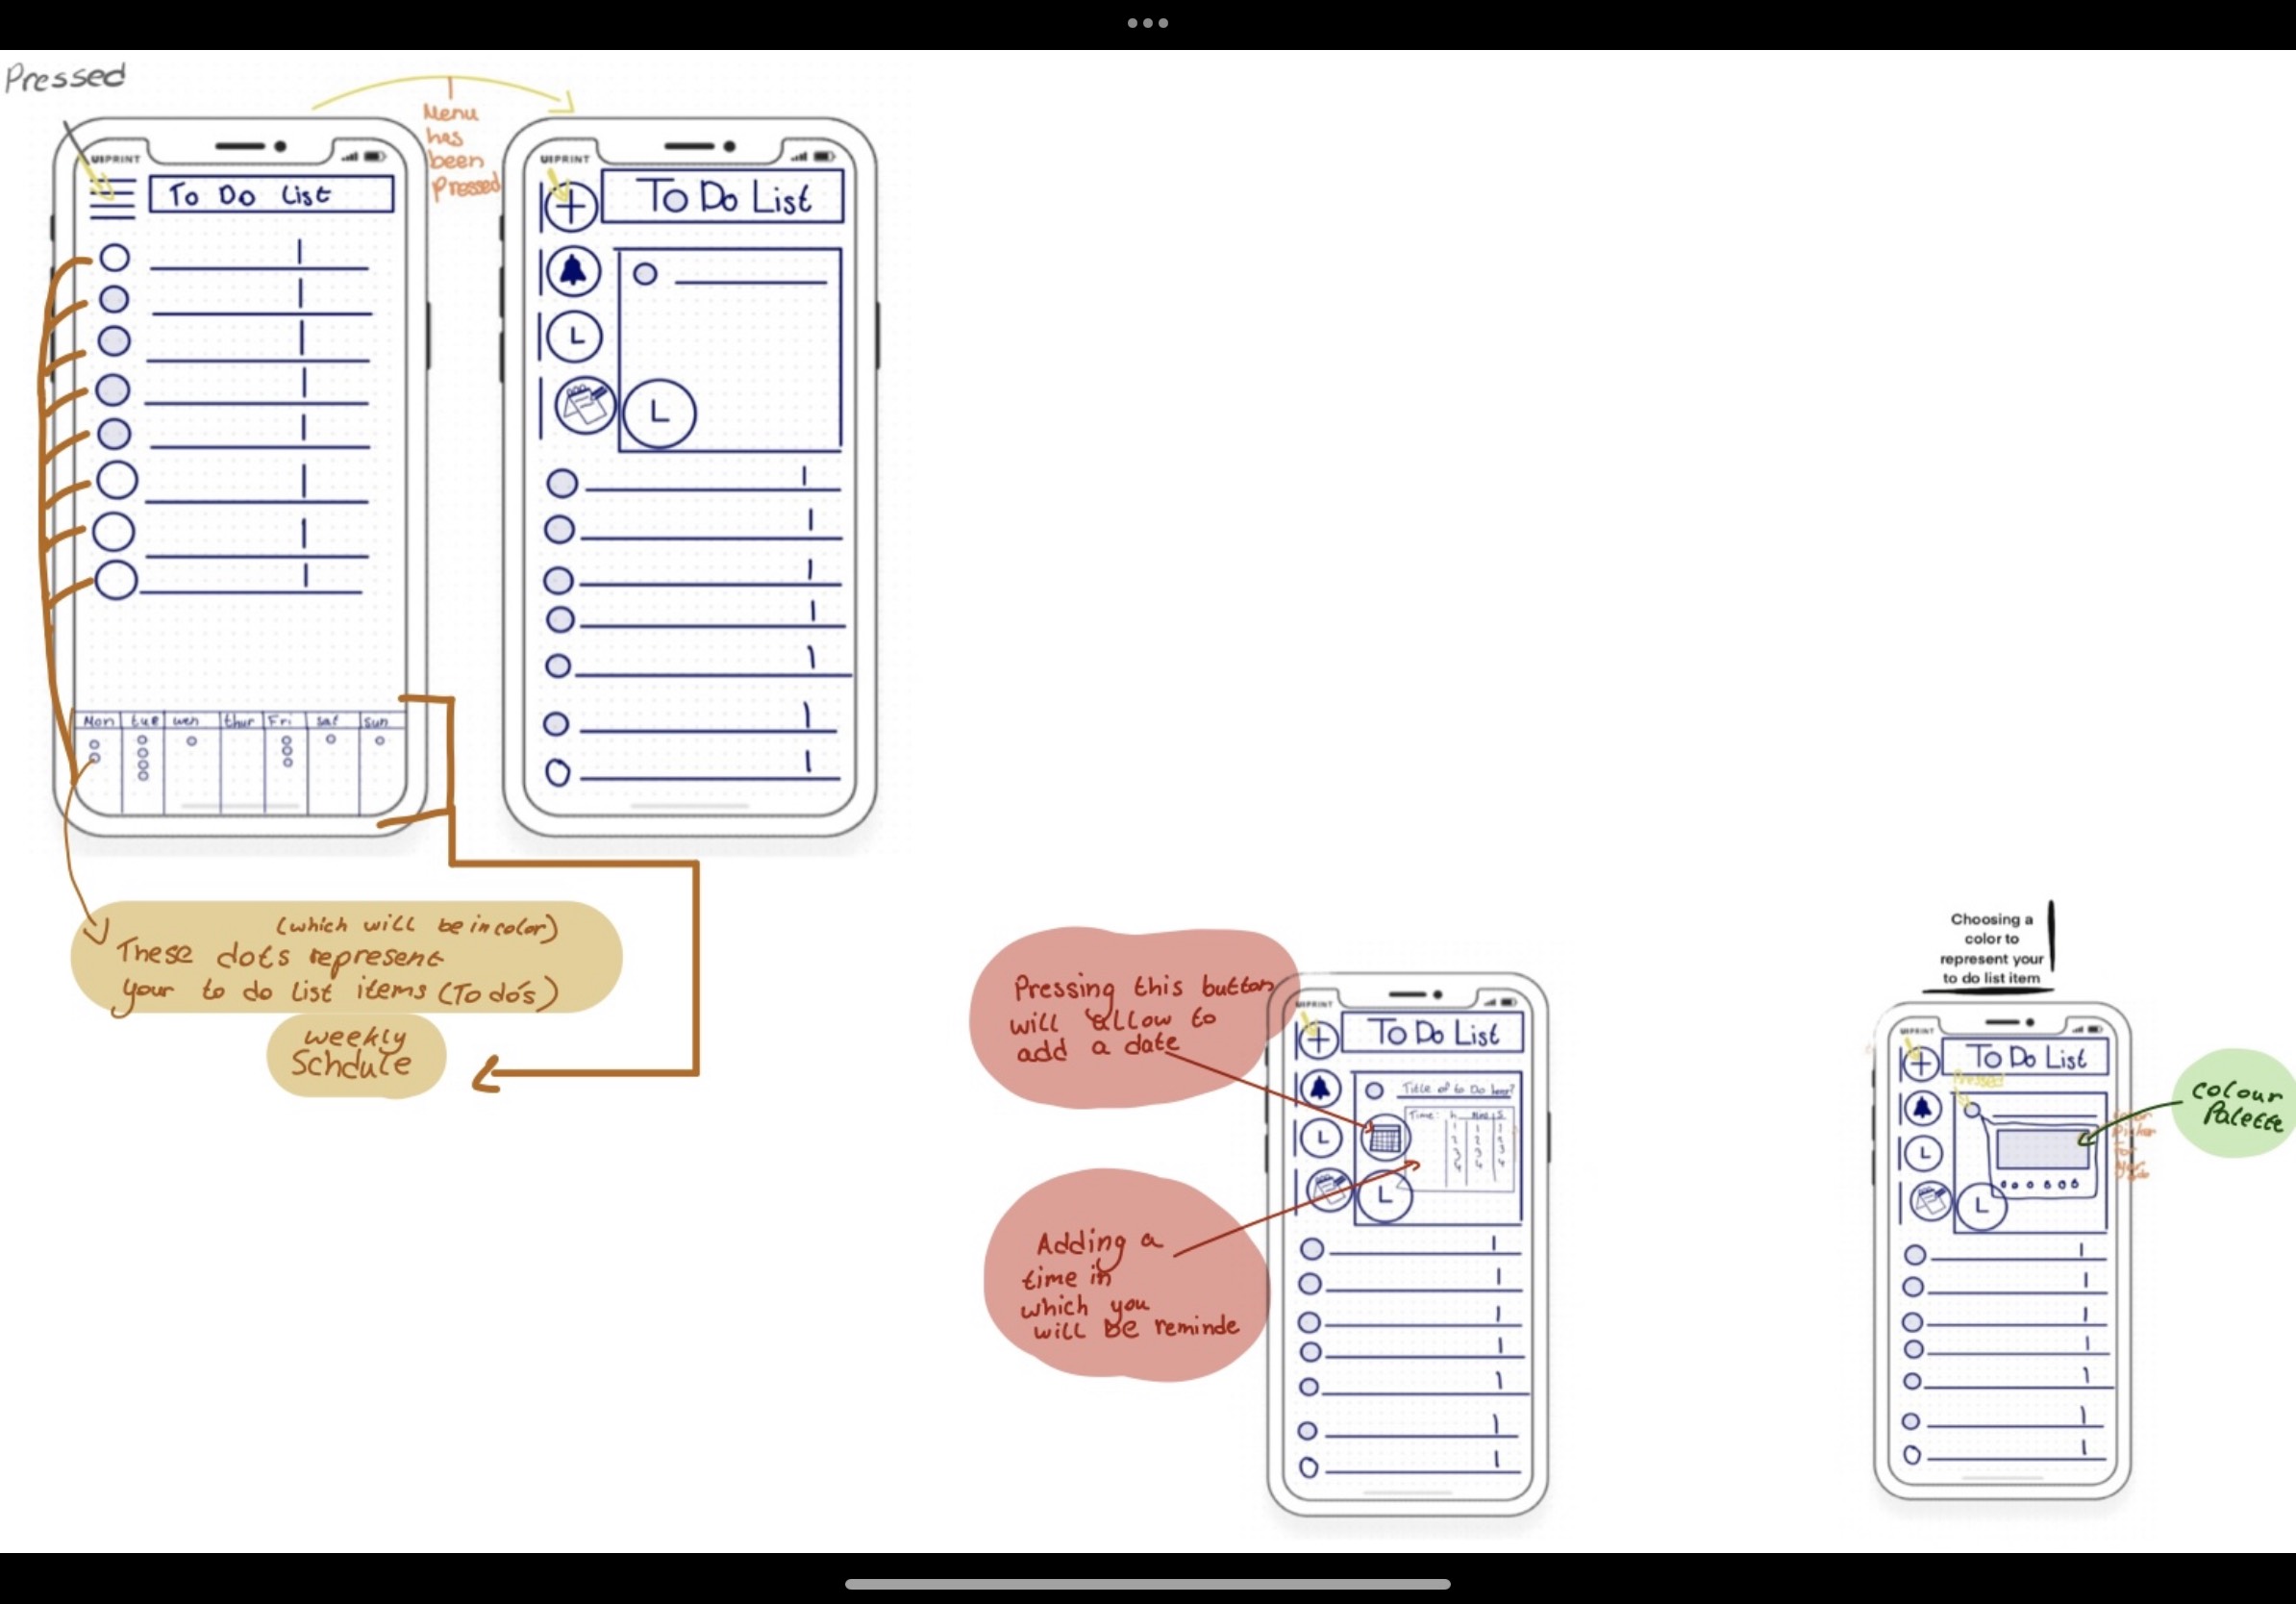 Pressed
Menu
has
been
Pressed
UIPRINT
To Do List
Mon tue wen thur Fri sat sun
UIPRINT
To Do List
(which will be in color)
These dots represent
your to do list items (To do's)
weekly
Schdule
Pressing this button
will allow to
add a date
Adding a
time in
which you
will BE reminde
UIPRINT
To Do List
Title of to Do here?
Time: h Mins S
Choosing a
color to
represent your
to do list item
UIPRINT
To Do List
Pressed
colour
Palette